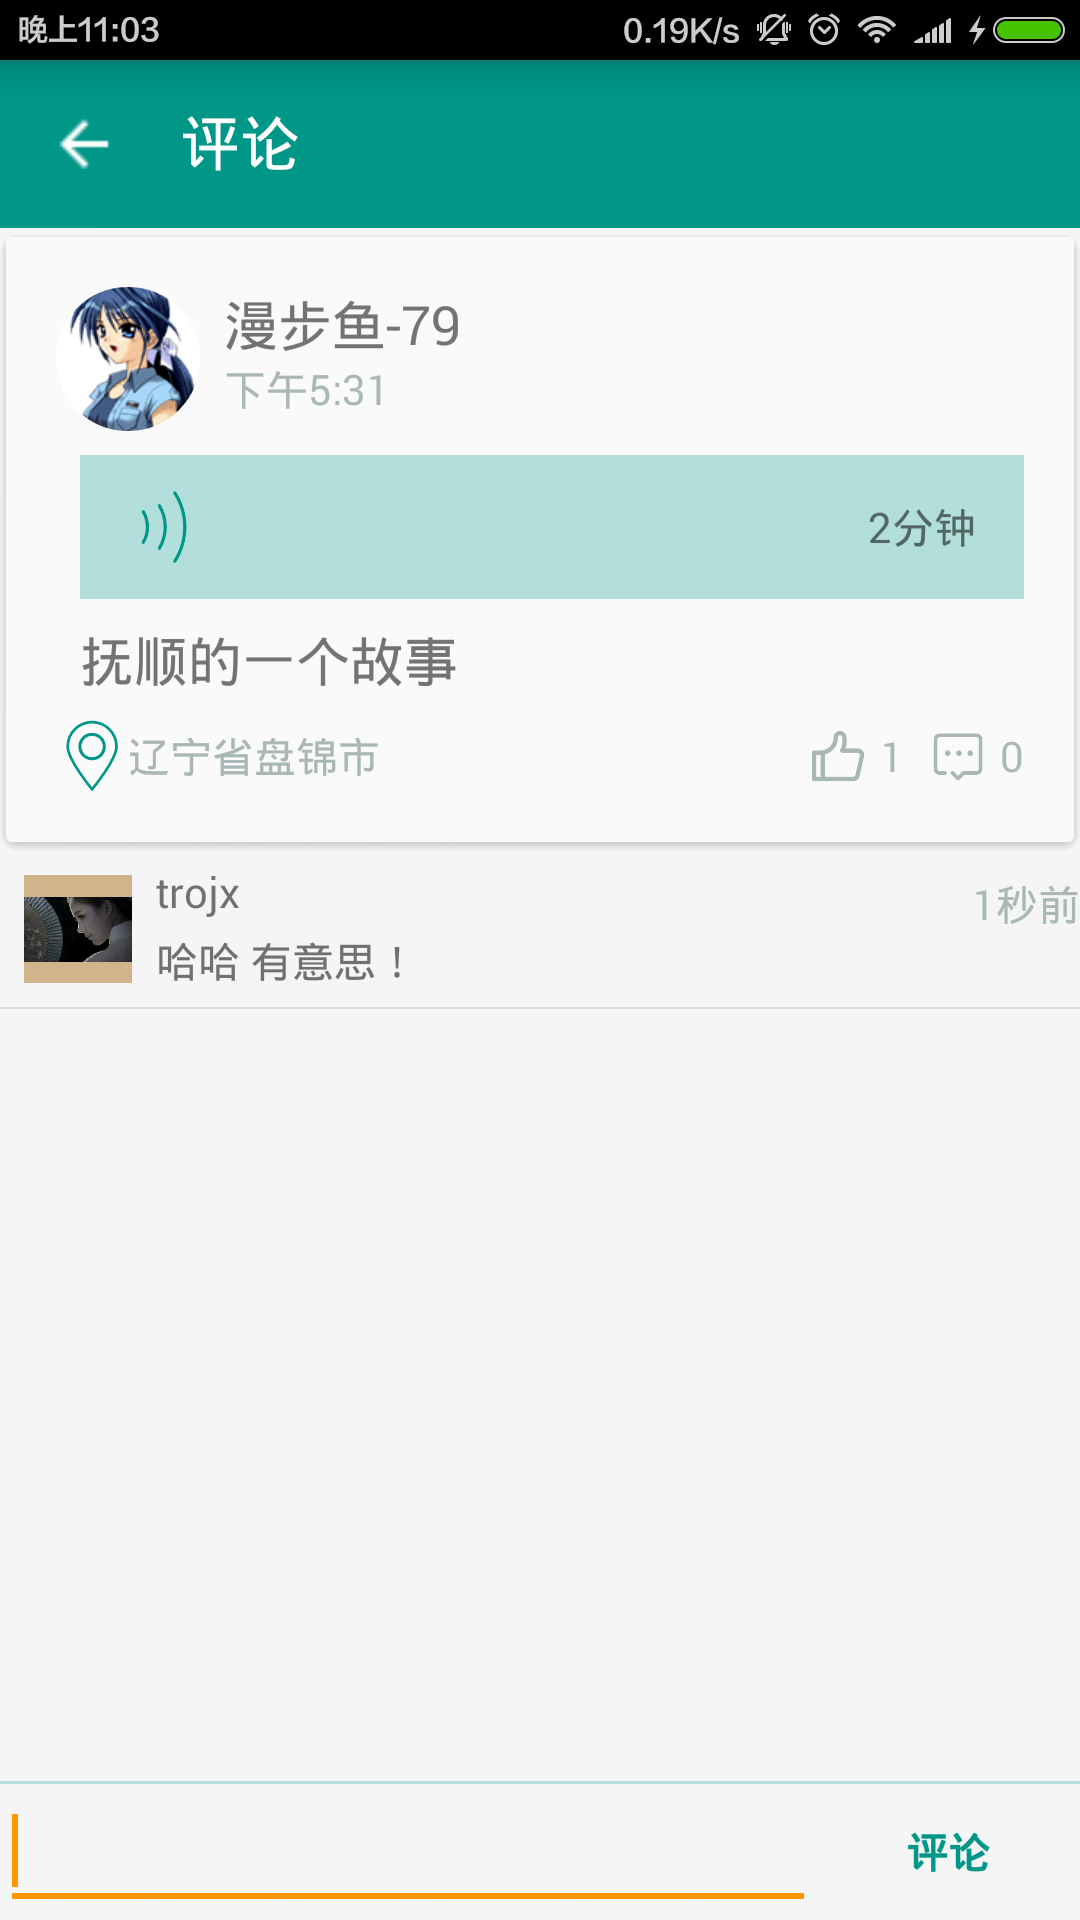 晚上11:03 0.19K/s
评论
漫步鱼-79
下午5:31
2分钟
抚顺的一个故事
辽宁省盘锦市 1 0
trojx 1秒前
哈哈 有意思！
评论